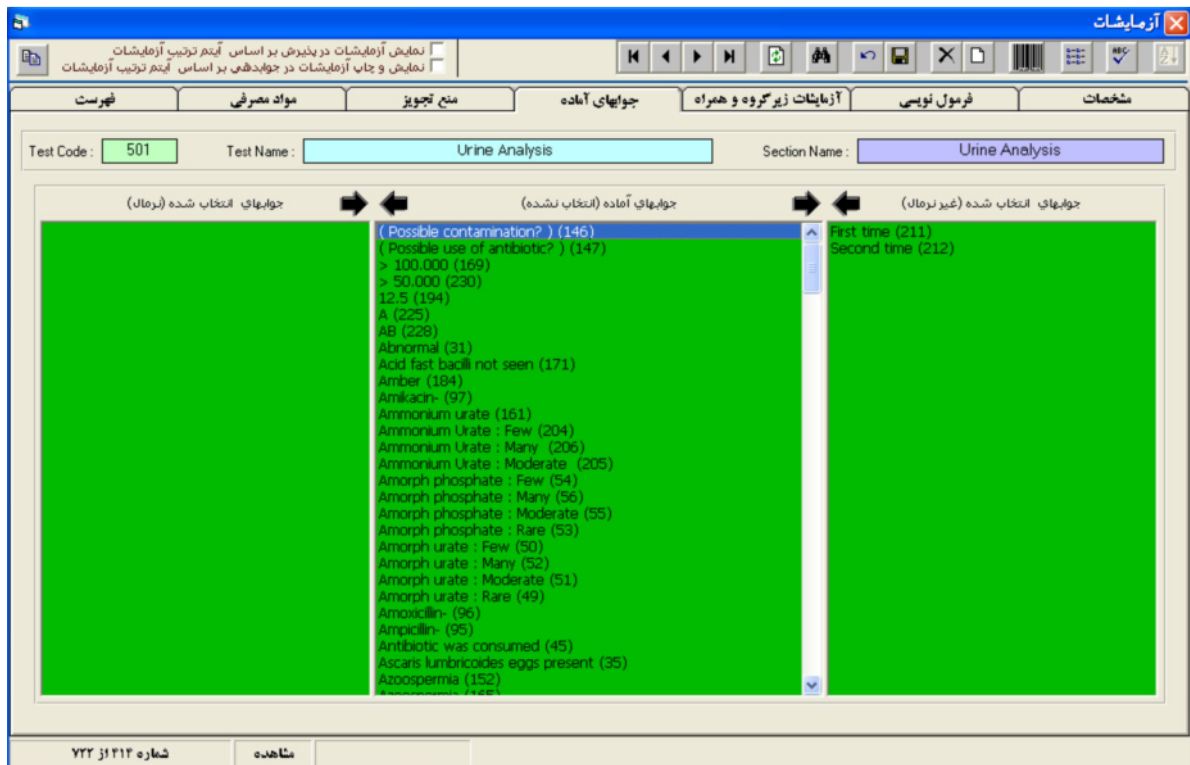 آزمایشات
نمایش آزمایشات در پذیرش بر اساس آیتم ترتیب آزمایشات
نمایش و چاپ آزمایشات در جوابدهی بر اساس آیتم ترتیب آزمایشات
مشخصات
فرمول نویسی
آزمایشات زیر گروه و همراه
جوابهای آماده
منع تجویز
مواد مصرفی
فهرست
Test Code : 501 Test Name : Urine Analysis Section Name : Urine Analysis
جوابهای انتخاب شده (غیر نرمال)
First time (211)
Second time (212)
جوابهای آماده (انتخاب نشده)
( Possible contamination? ) (146)
( Possible use of antibiotic? ) (147)
> 100.000 (169)
> 50.000 (230)
12.5 (194)
A (225)
AB (228)
Abnormal (31)
Acid fast bacilli not seen (171)
Amber (184)
Amikacin- (97)
Ammonium urate (161)
Ammonium Urate : Few (204)
Ammonium Urate : Many (206)
Ammonium Urate : Moderate (205)
Amorph phosphate : Few (54)
Amorph phosphate : Many (56)
Amorph phosphate : Moderate (55)
Amorph phosphate : Rare (53)
Amorph urate : Few (50)
Amorph urate : Many (52)
Amorph urate : Moderate (51)
Amorph urate : Rare (49)
Amoxicillin- (96)
Ampicillin- (95)
Antibiotic was consumed (45)
Ascaris lumbricoides eggs present (35)
Azoospermia (152)
Azoospermia (165)
جوابهای انتخاب شده (نرمال)
مشاهده
شماره ۴۱۴ از ۷۲۲